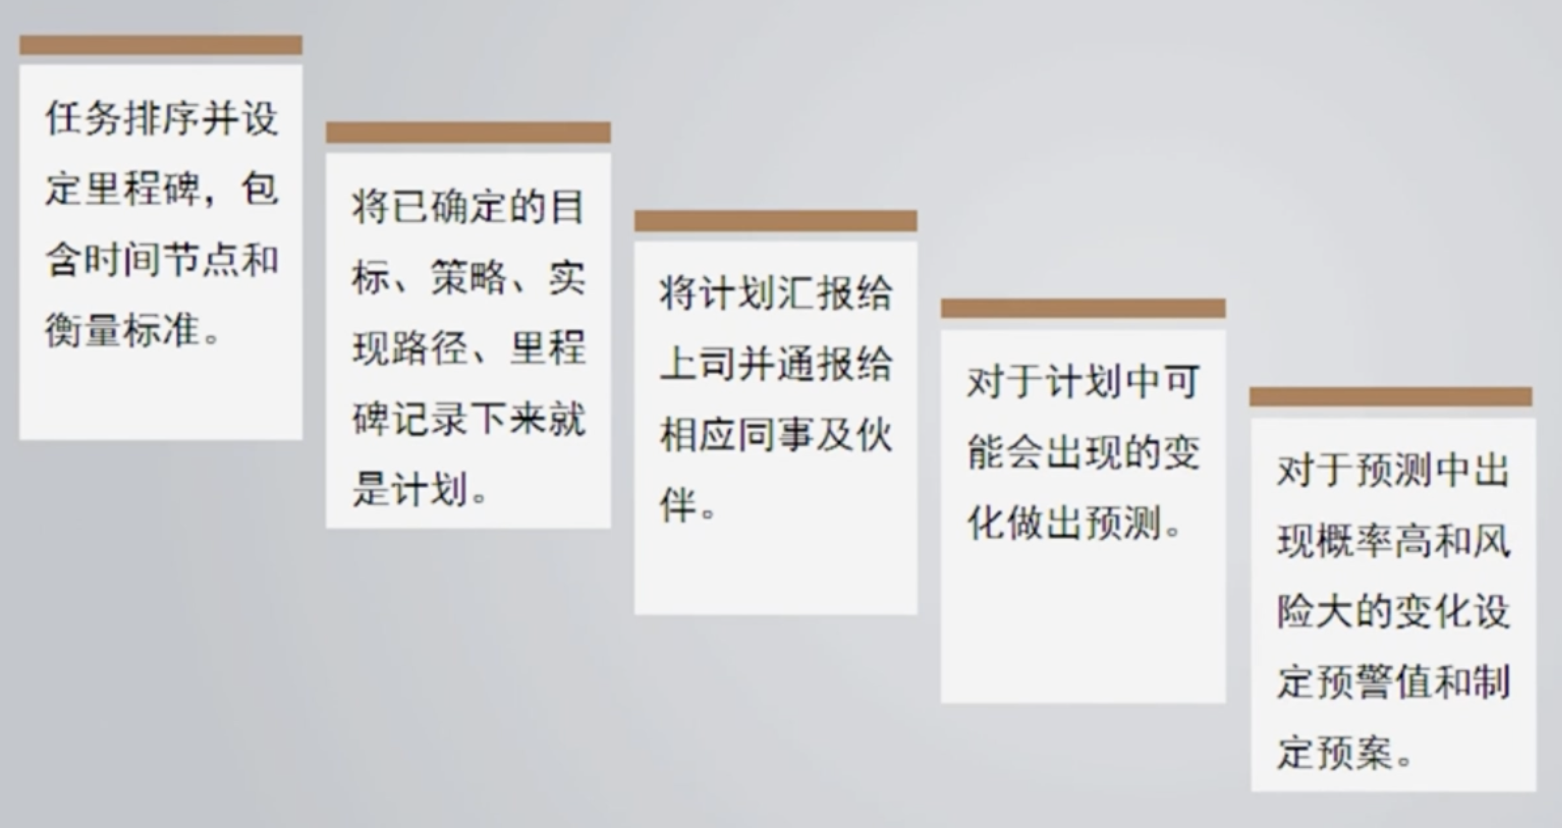 任务排序并设
定里程碑，包
含时间节点和
衡量标准。
将已确定的目
标、策略、实
现路径、里程
碑记录下来就
是计划。
将计划汇报给
上司并通报给
相应同事及伙
伴。
对于计划中可
能会出现的变
化做出预测。
对于预测中出
现概率高和风
险大的变化设
定预警值和制
定预案。